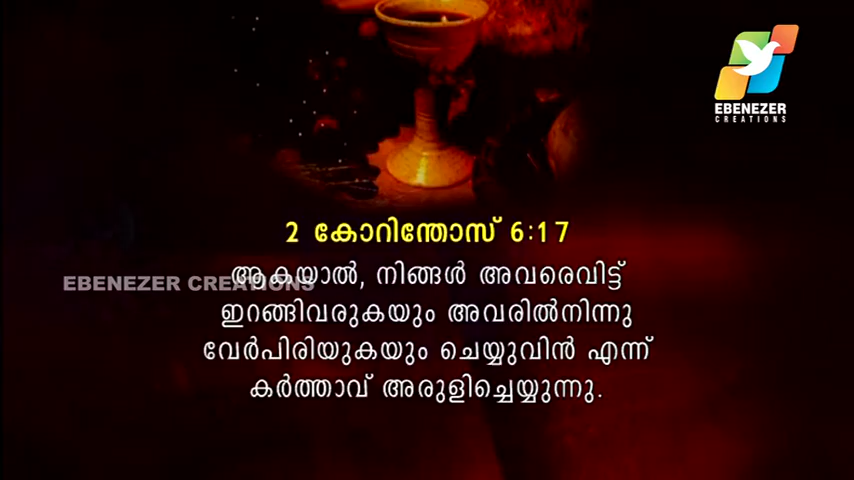 EBENEZER
CREATIONS
2 കോറിന്തോസ് 6:17
ആകയാൽ, നിങ്ങൾ അവരെവിട്ട്
EBENEZER CREATIONS
ഇറങ്ങിവരുകയും അവരിൽനിന്നു
വേർപിരിയുകയും ചെയ്യുവിൻ എന്ന്
കർത്താവ് അരുളിച്ചെയ്യുന്നു.